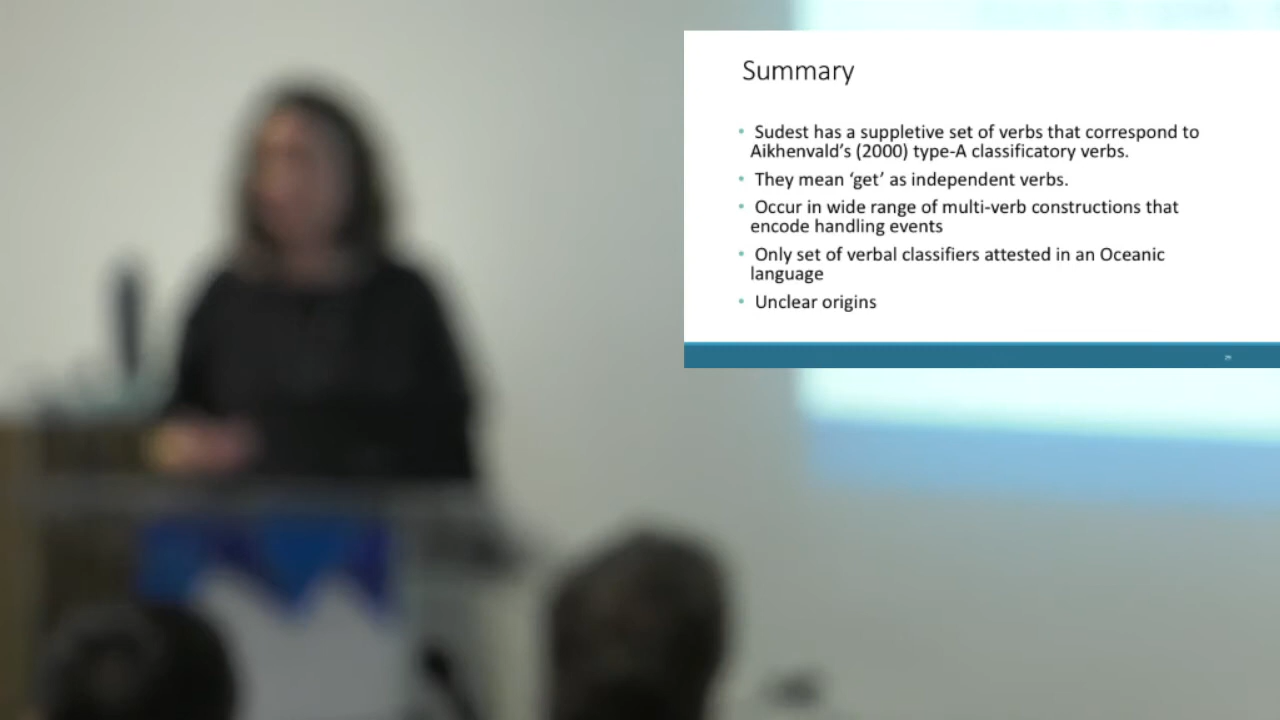 Summary
• Sudest has a suppletive set of verbs that correspond to
Aikhenvald's (2000) type-A classificatory verbs.
• They mean ‘get’ as independent verbs.
• Occur in wide range of multi-verb constructions that
encode handling events
• Only set of verbal classifiers attested in an Oceanic
language
• Unclear origins